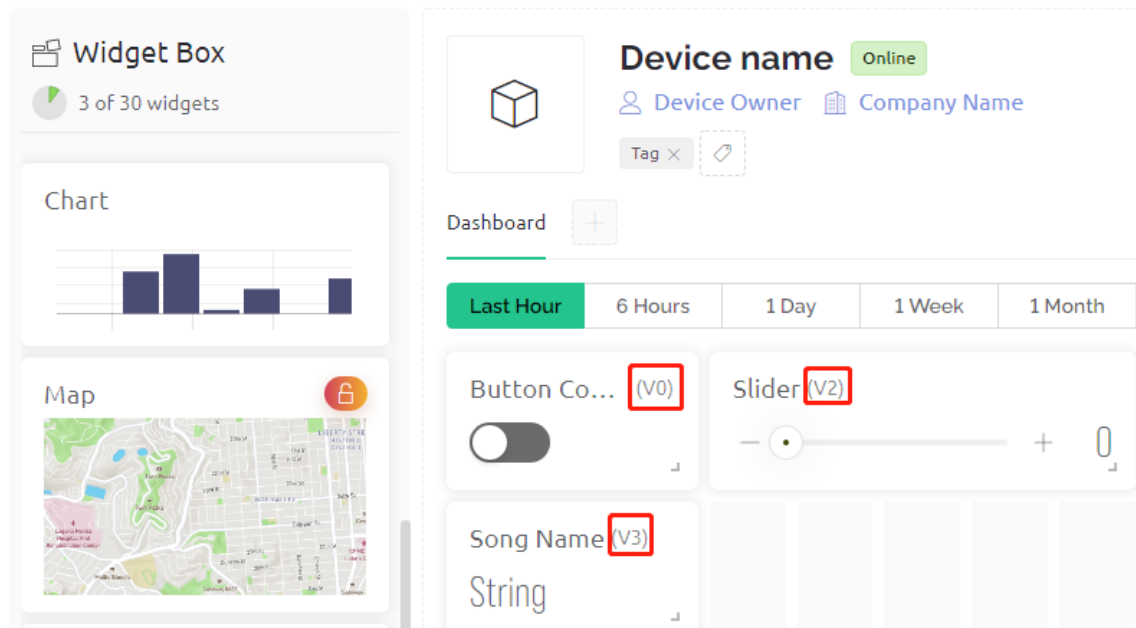 Widget Box
3 of 30 widgets
Chart
Map
Device name
Online
Device Owner
Company Name
Tag
Dashboard
Last Hour
6 Hours
1 Day
1 Week
1 Month
Button Co... (V0)
Slider (V2)
0
Song Name (V3)
String